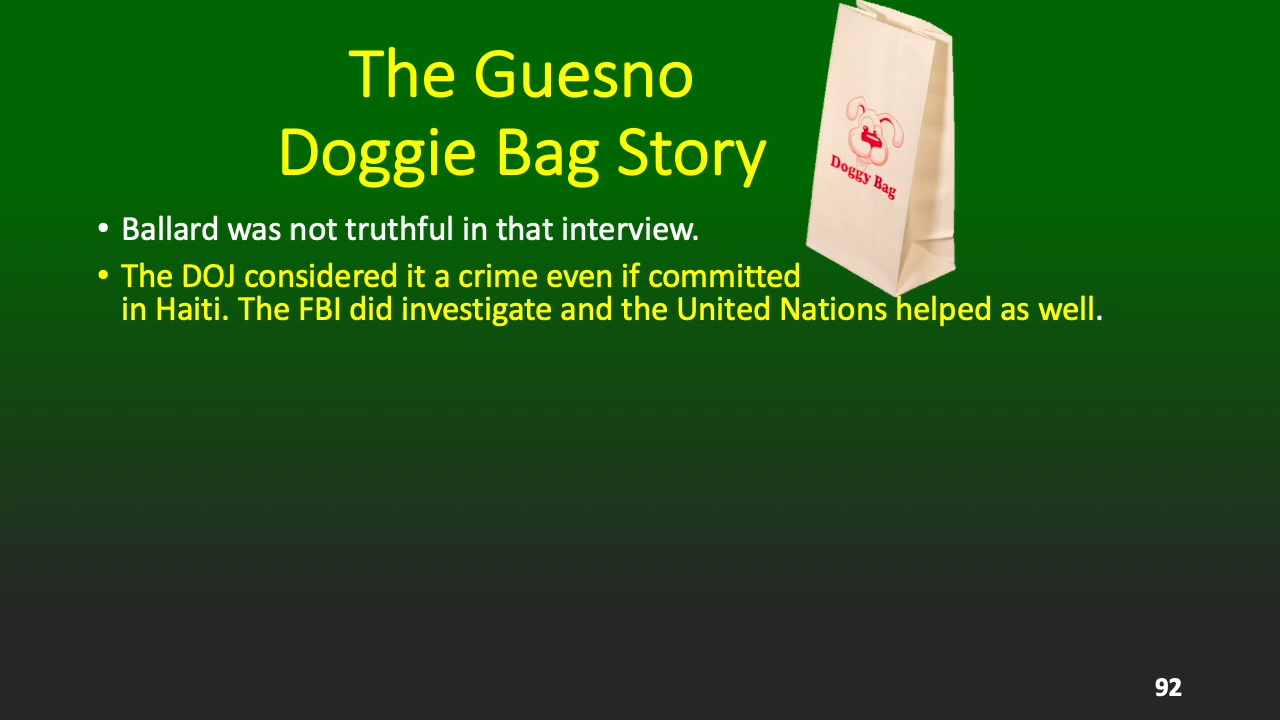 The Guesno
Doggie Bag Story
Doggy Bag
• Ballard was not truthful in that interview.
• The DOJ considered it a crime even if committed
in Haiti. The FBI did investigate and the United Nations helped as well.
92